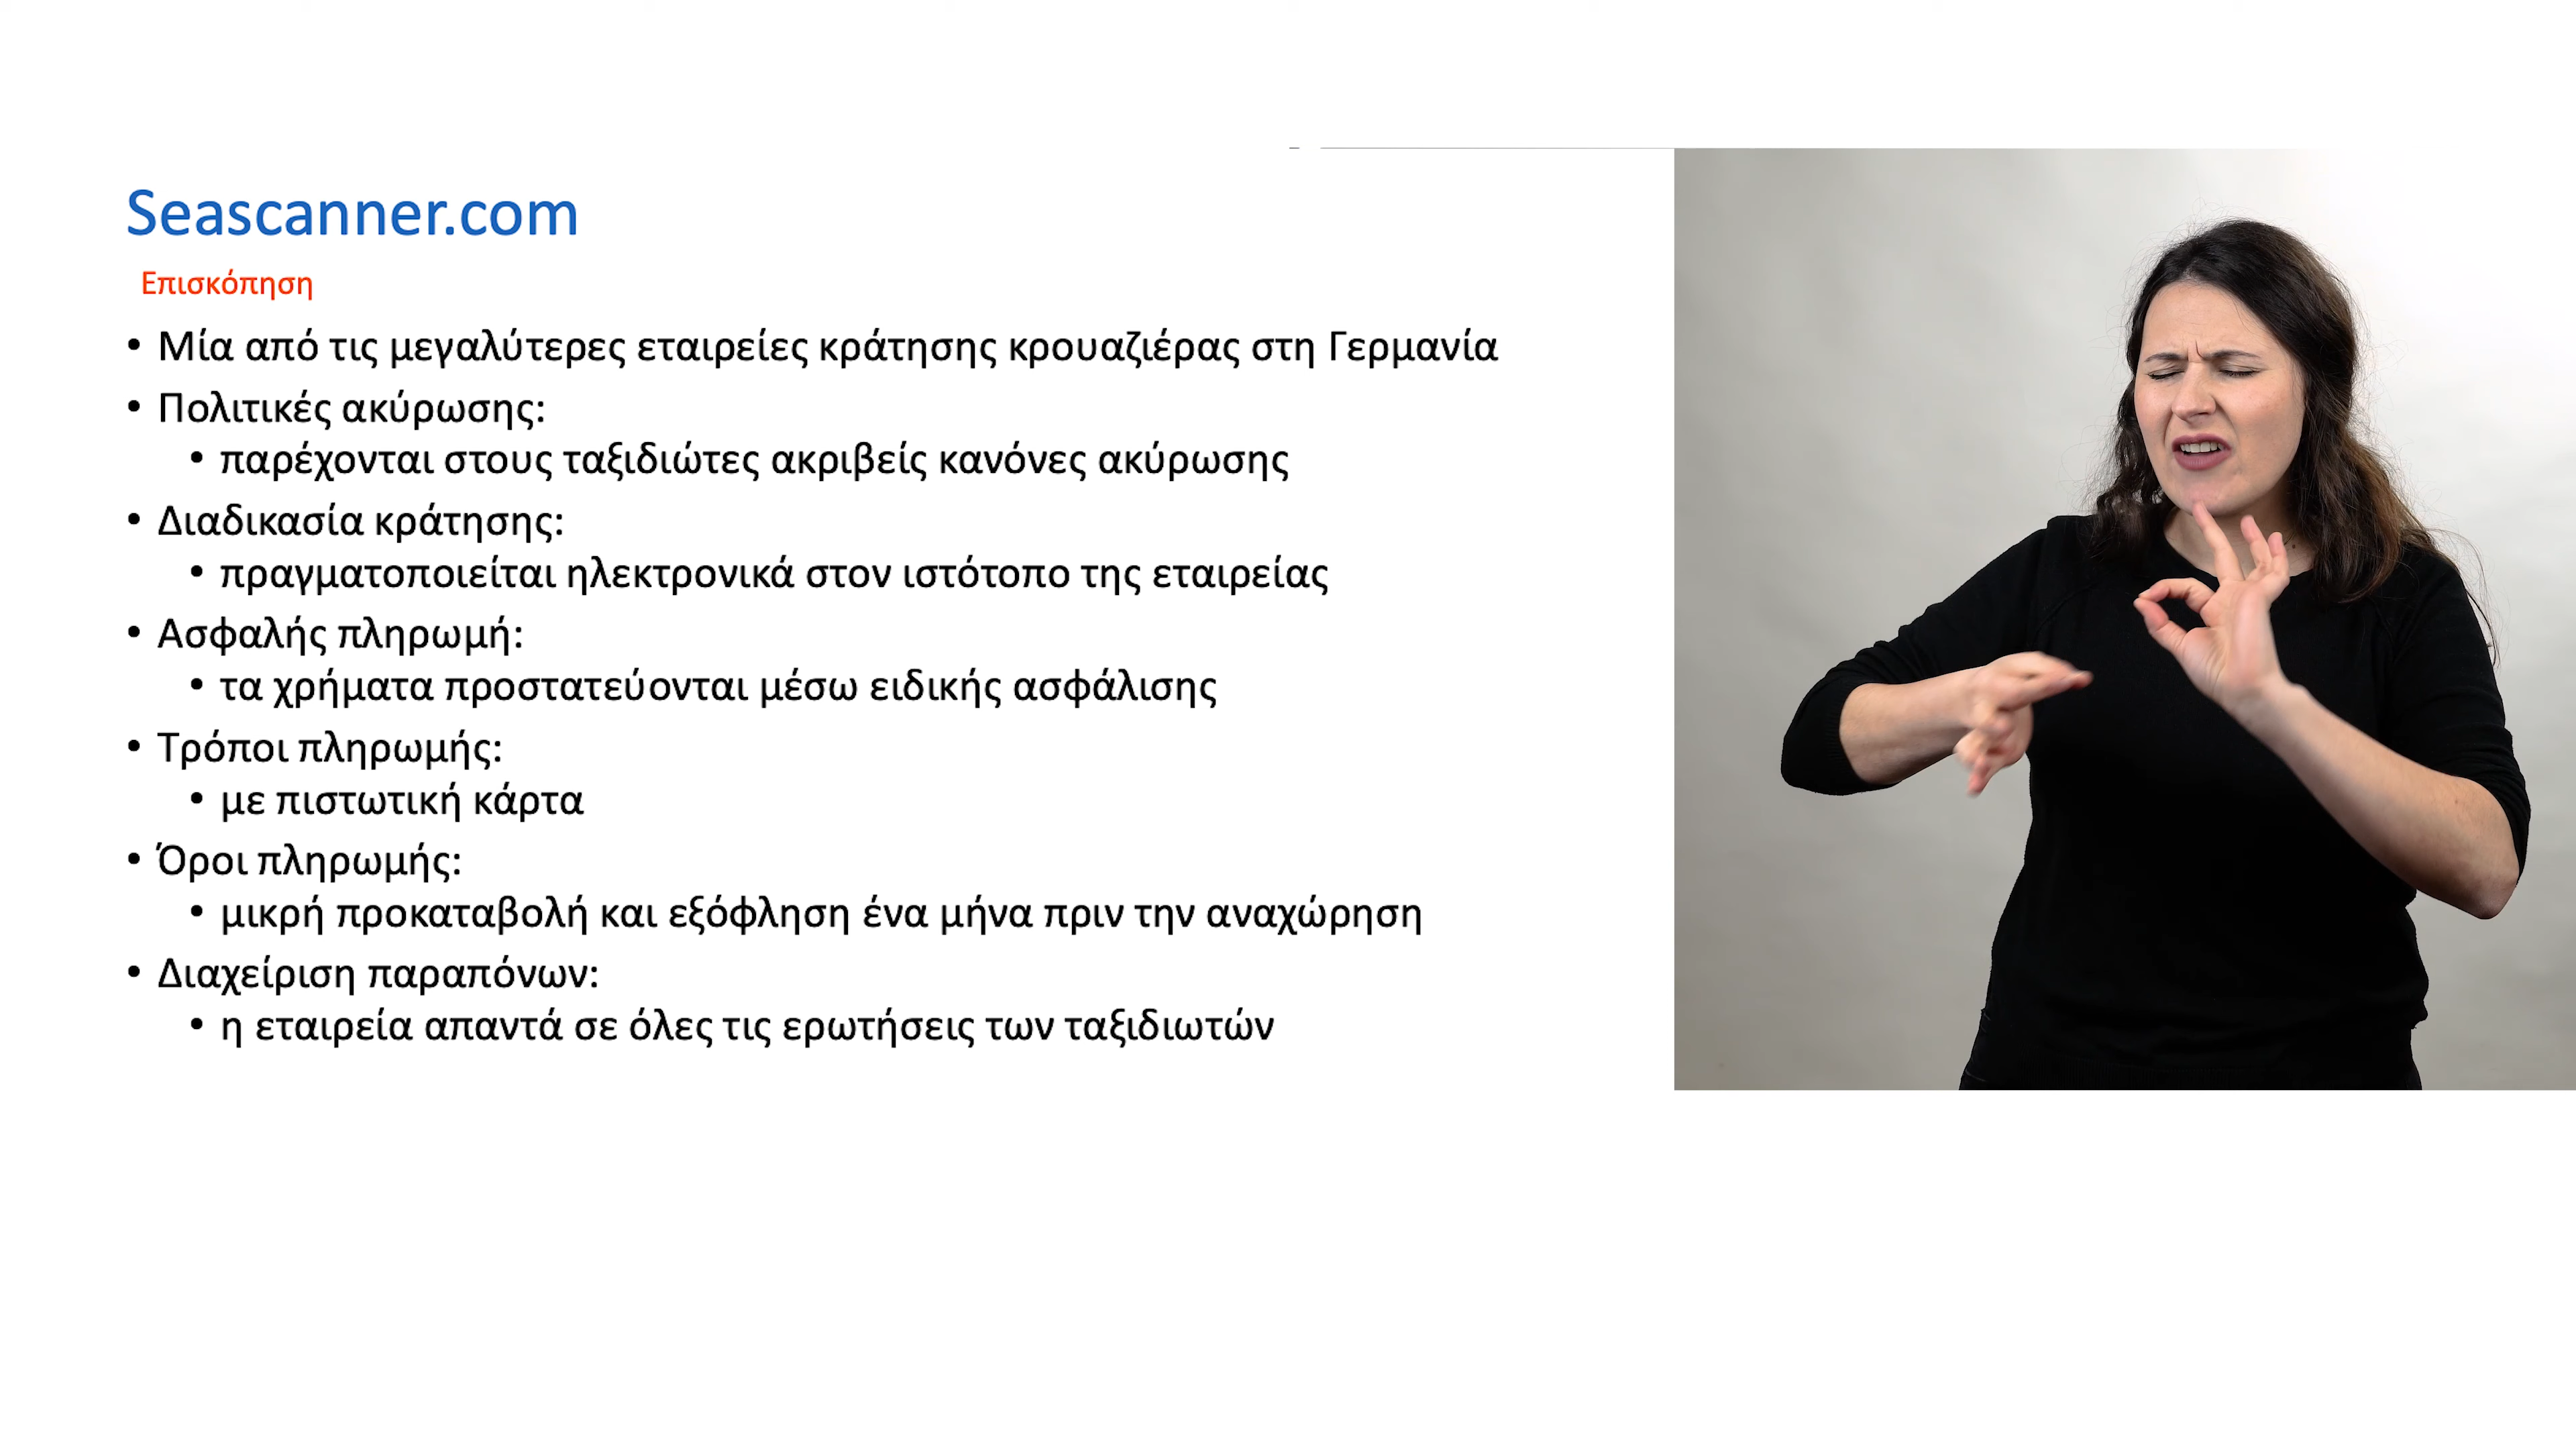 Seascanner.com
Επισκόπηση
• Μία από τις μεγαλύτερες εταιρείες κράτησης κρουαζιέρας στη Γερμανία
• Πολιτικές ακύρωσης:
• παρέχονται στους ταξιδιώτες ακριβείς κανόνες ακύρωσης
• Διαδικασία κράτησης:
• πραγματοποιείται ηλεκτρονικά στον ιστότοπο της εταιρείας
• Ασφαλής πληρωμή:
• τα χρήματα προστατεύονται μέσω ειδικής ασφάλισης
• Τρόποι πληρωμής:
• με πιστωτική κάρτα
• Όροι πληρωμής:
• μικρή προκαταβολή και εξόφληση ένα μήνα πριν την αναχώρηση
• Διαχείριση παραπόνων:
• η εταιρεία απαντά σε όλες τις ερωτήσεις των ταξιδιωτών